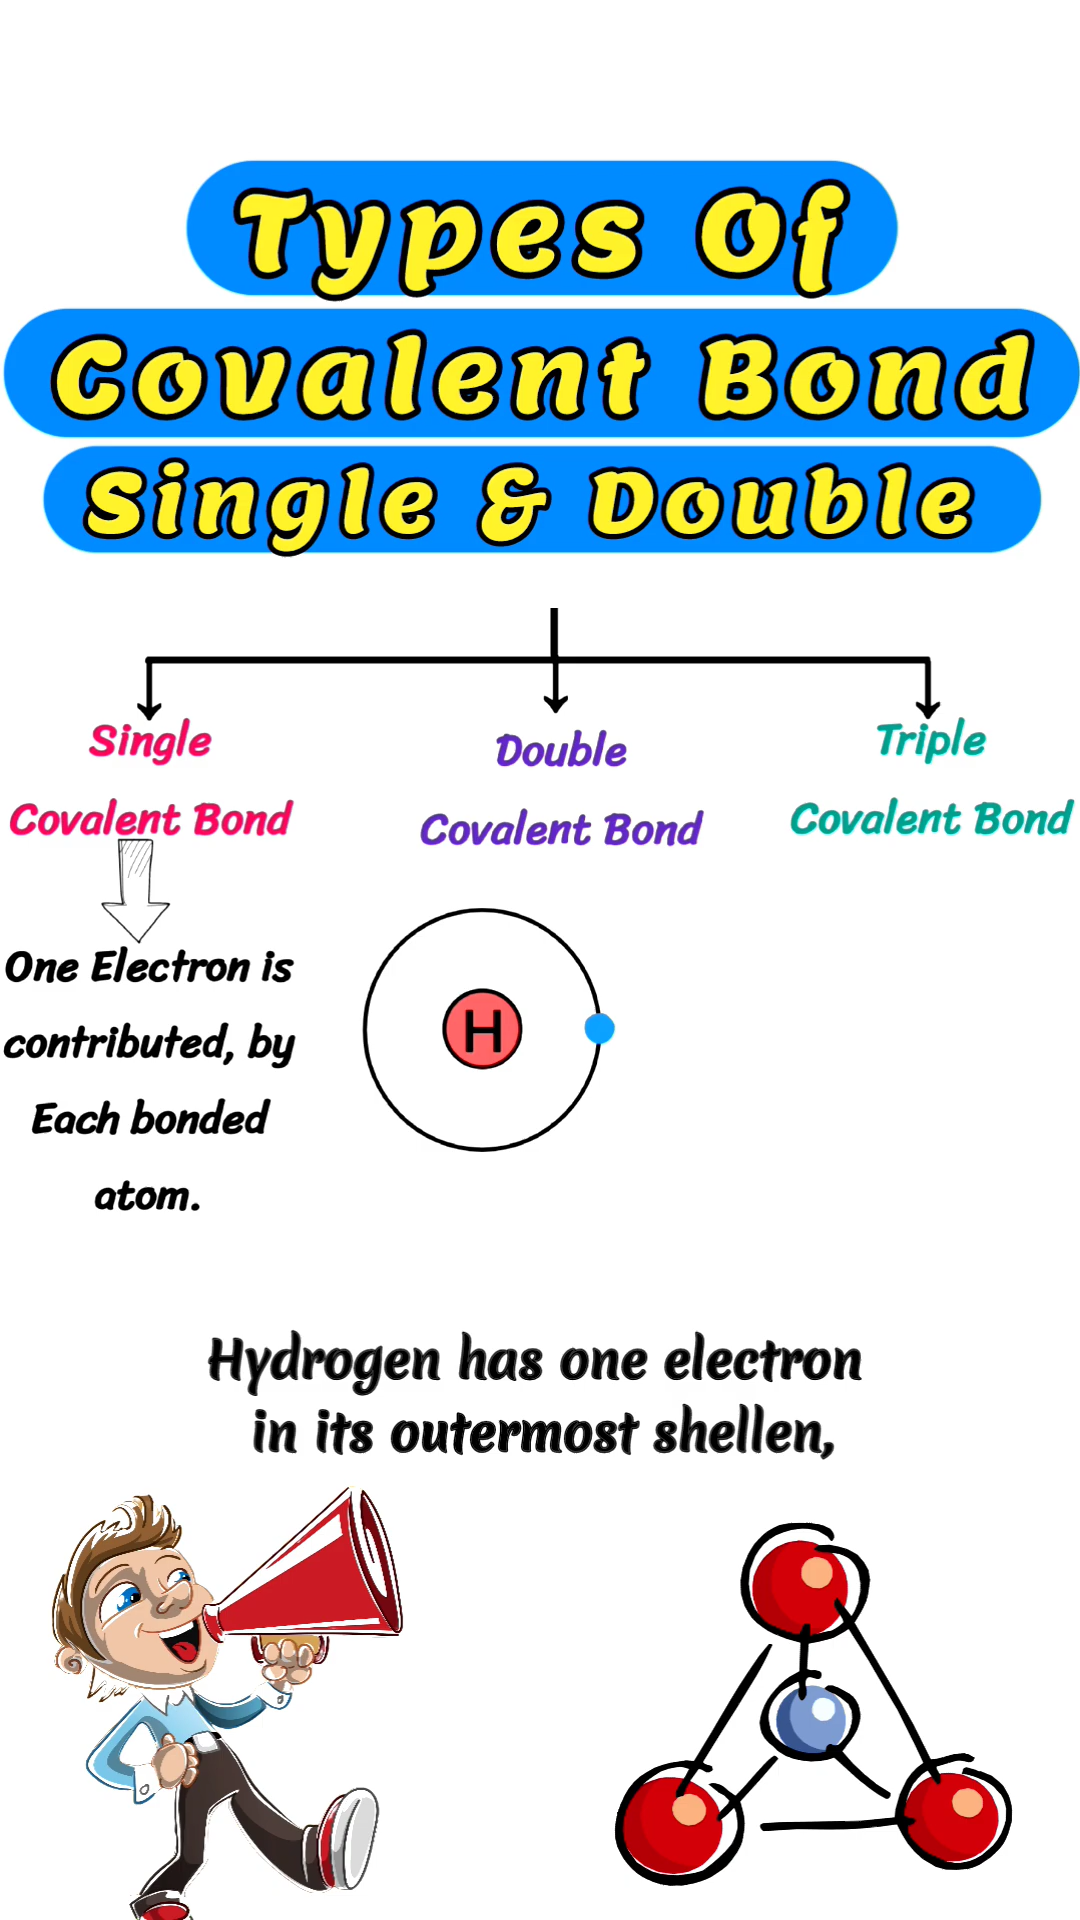 Types Of
Covalent Bond
Single & Double
Single
Covalent Bond
Double
Covalent Bond
Triple
Covalent Bond
One Electron is
contributed, by
Each bonded
atom.
H
Hydrogen has one electron
in its outermost shellen,